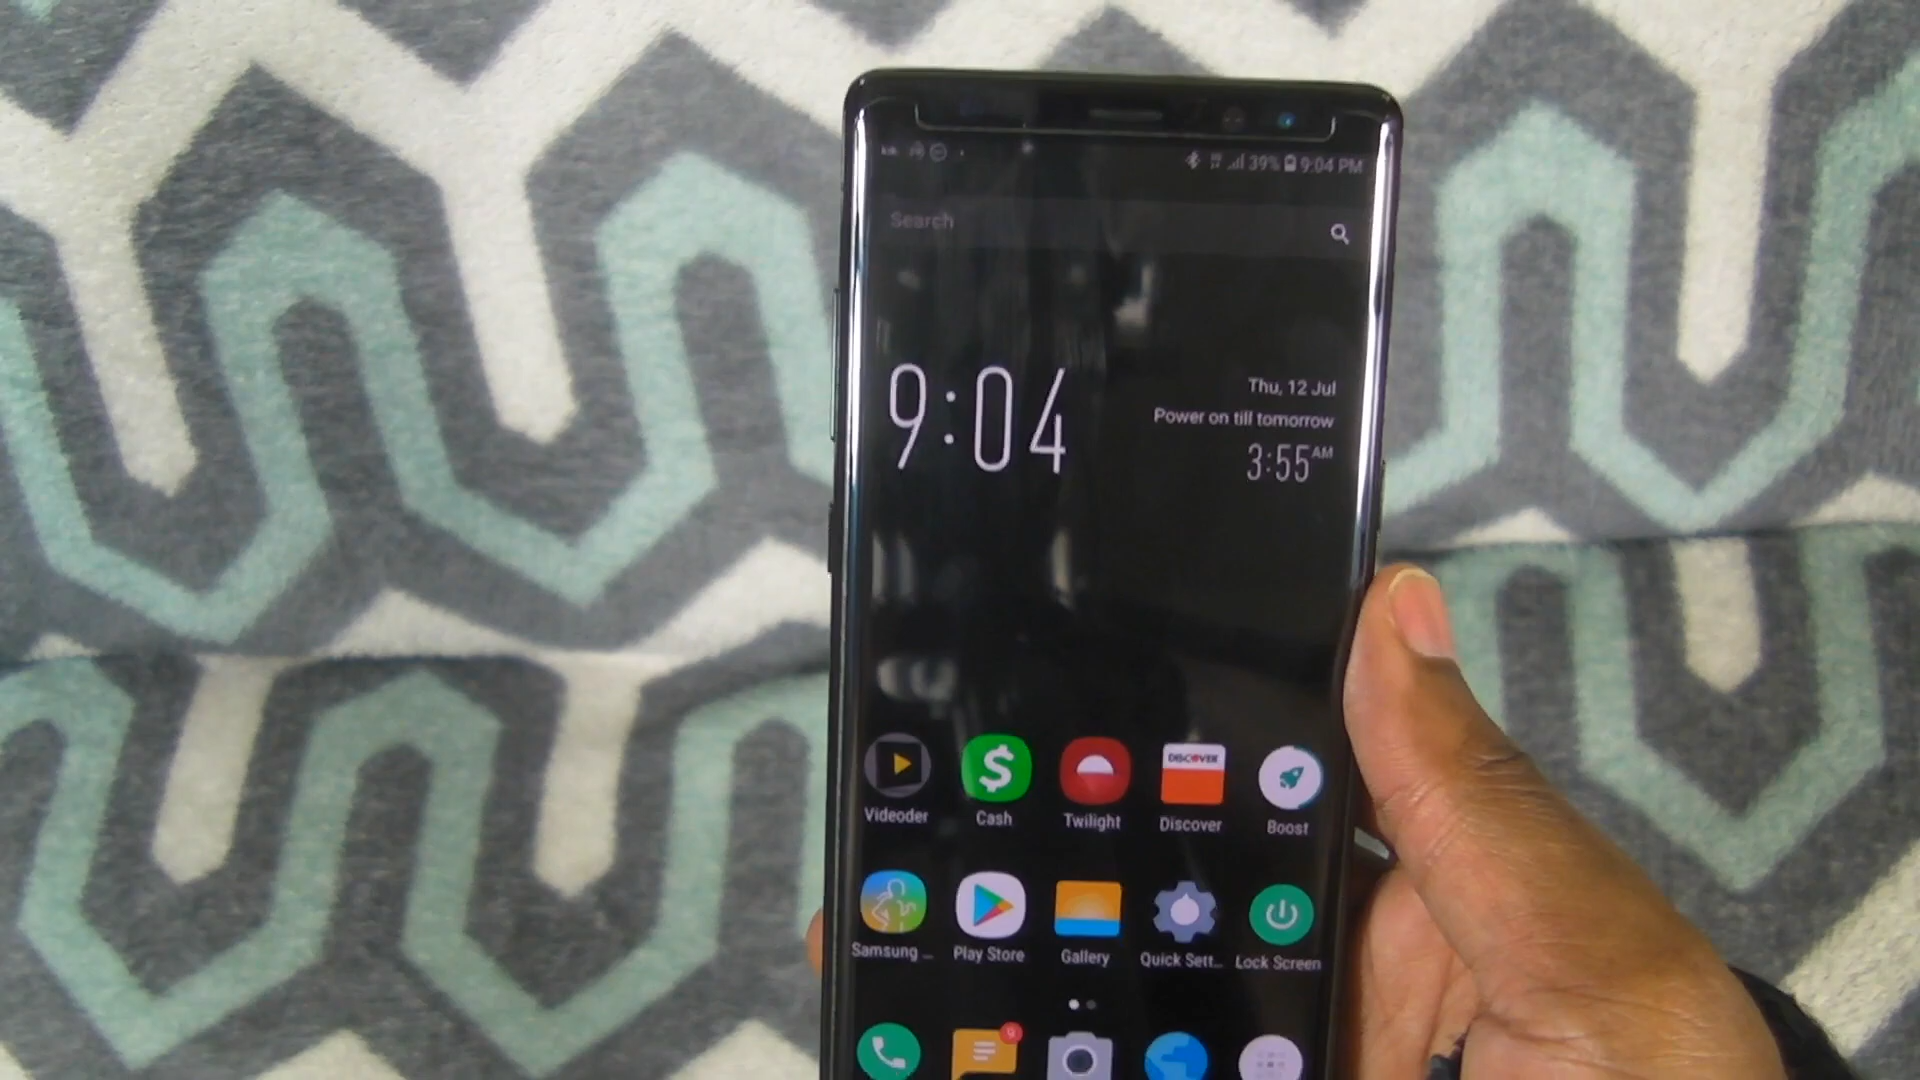 39% 9:04 PM
Search
9:04
Thu, 12 Jul
Power on till tomorrow
3:55 AM
DISCOVER
Videoder Cash Twilight Discover Boost
Samsung ... Play Store Gallery Quick Sett... Lock Screen